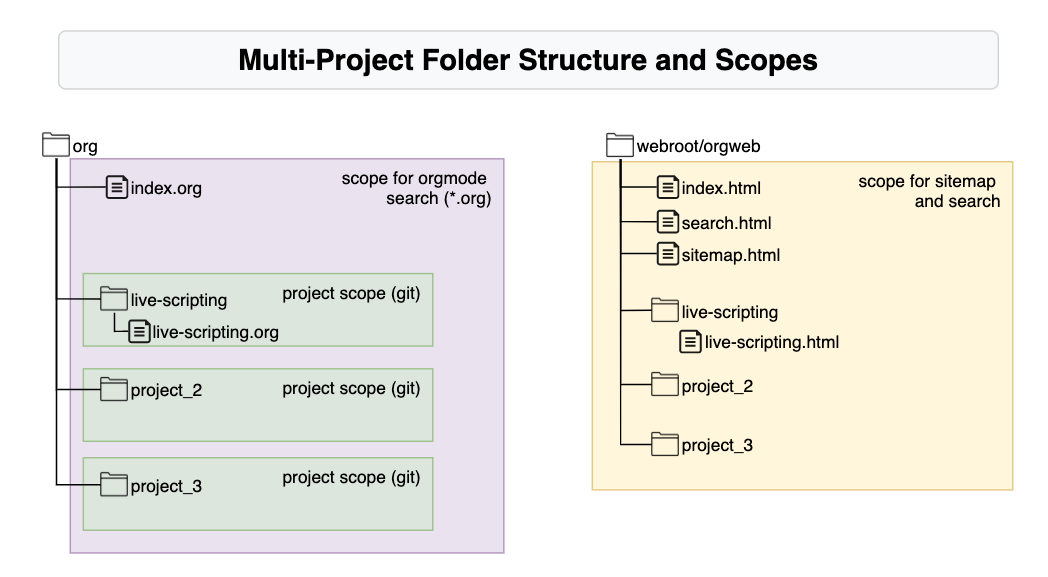 Multi-Project Folder Structure and Scopes
org
index.org
scope for orgmode
search (*.org)
live-scripting
project scope (git)
live-scripting.org
project_2
project scope (git)
project_3
project scope (git)
webroot/orgweb
index.html
scope for sitemap
and search
search.html
sitemap.html
live-scripting
live-scripting.html
project_2
project_3